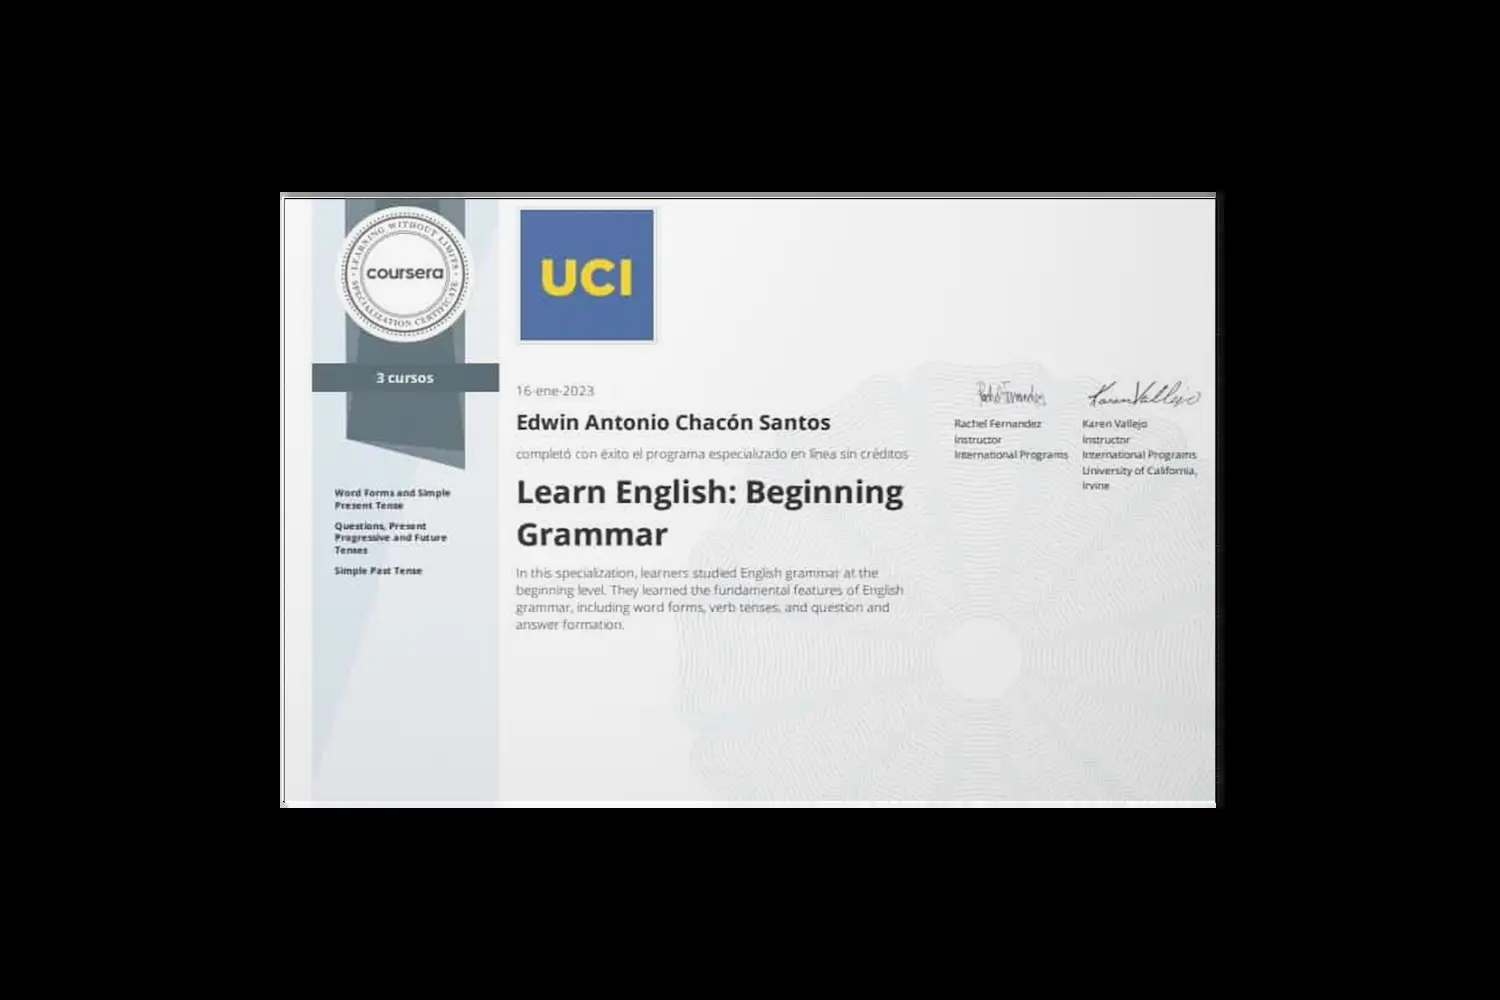 LEARNING WITHOUT LIMITS
coursera
SPECIALIZATION CERTIFICATE
3 cursos
Word Forms and Simple
Present Tense
Questions, Present
Progressive and Future
Tenses
Simple Past Tense
UCI
16-ene-2023
Edwin Antonio Chacón Santos
completó con éxito el programa especializado en línea sin créditos
Learn English: Beginning
Grammar
In this specialization, learners studied English grammar at the
beginning level. They learned the fundamental features of English
grammar, including word forms, verb tenses, and question and
answer formation.
Rachel Fernandez
Rachel Fernandez
Instructor
International Programs
Karen Vallejo
Karen Vallejo
Instructor
International Programs
University of California,
Irvine